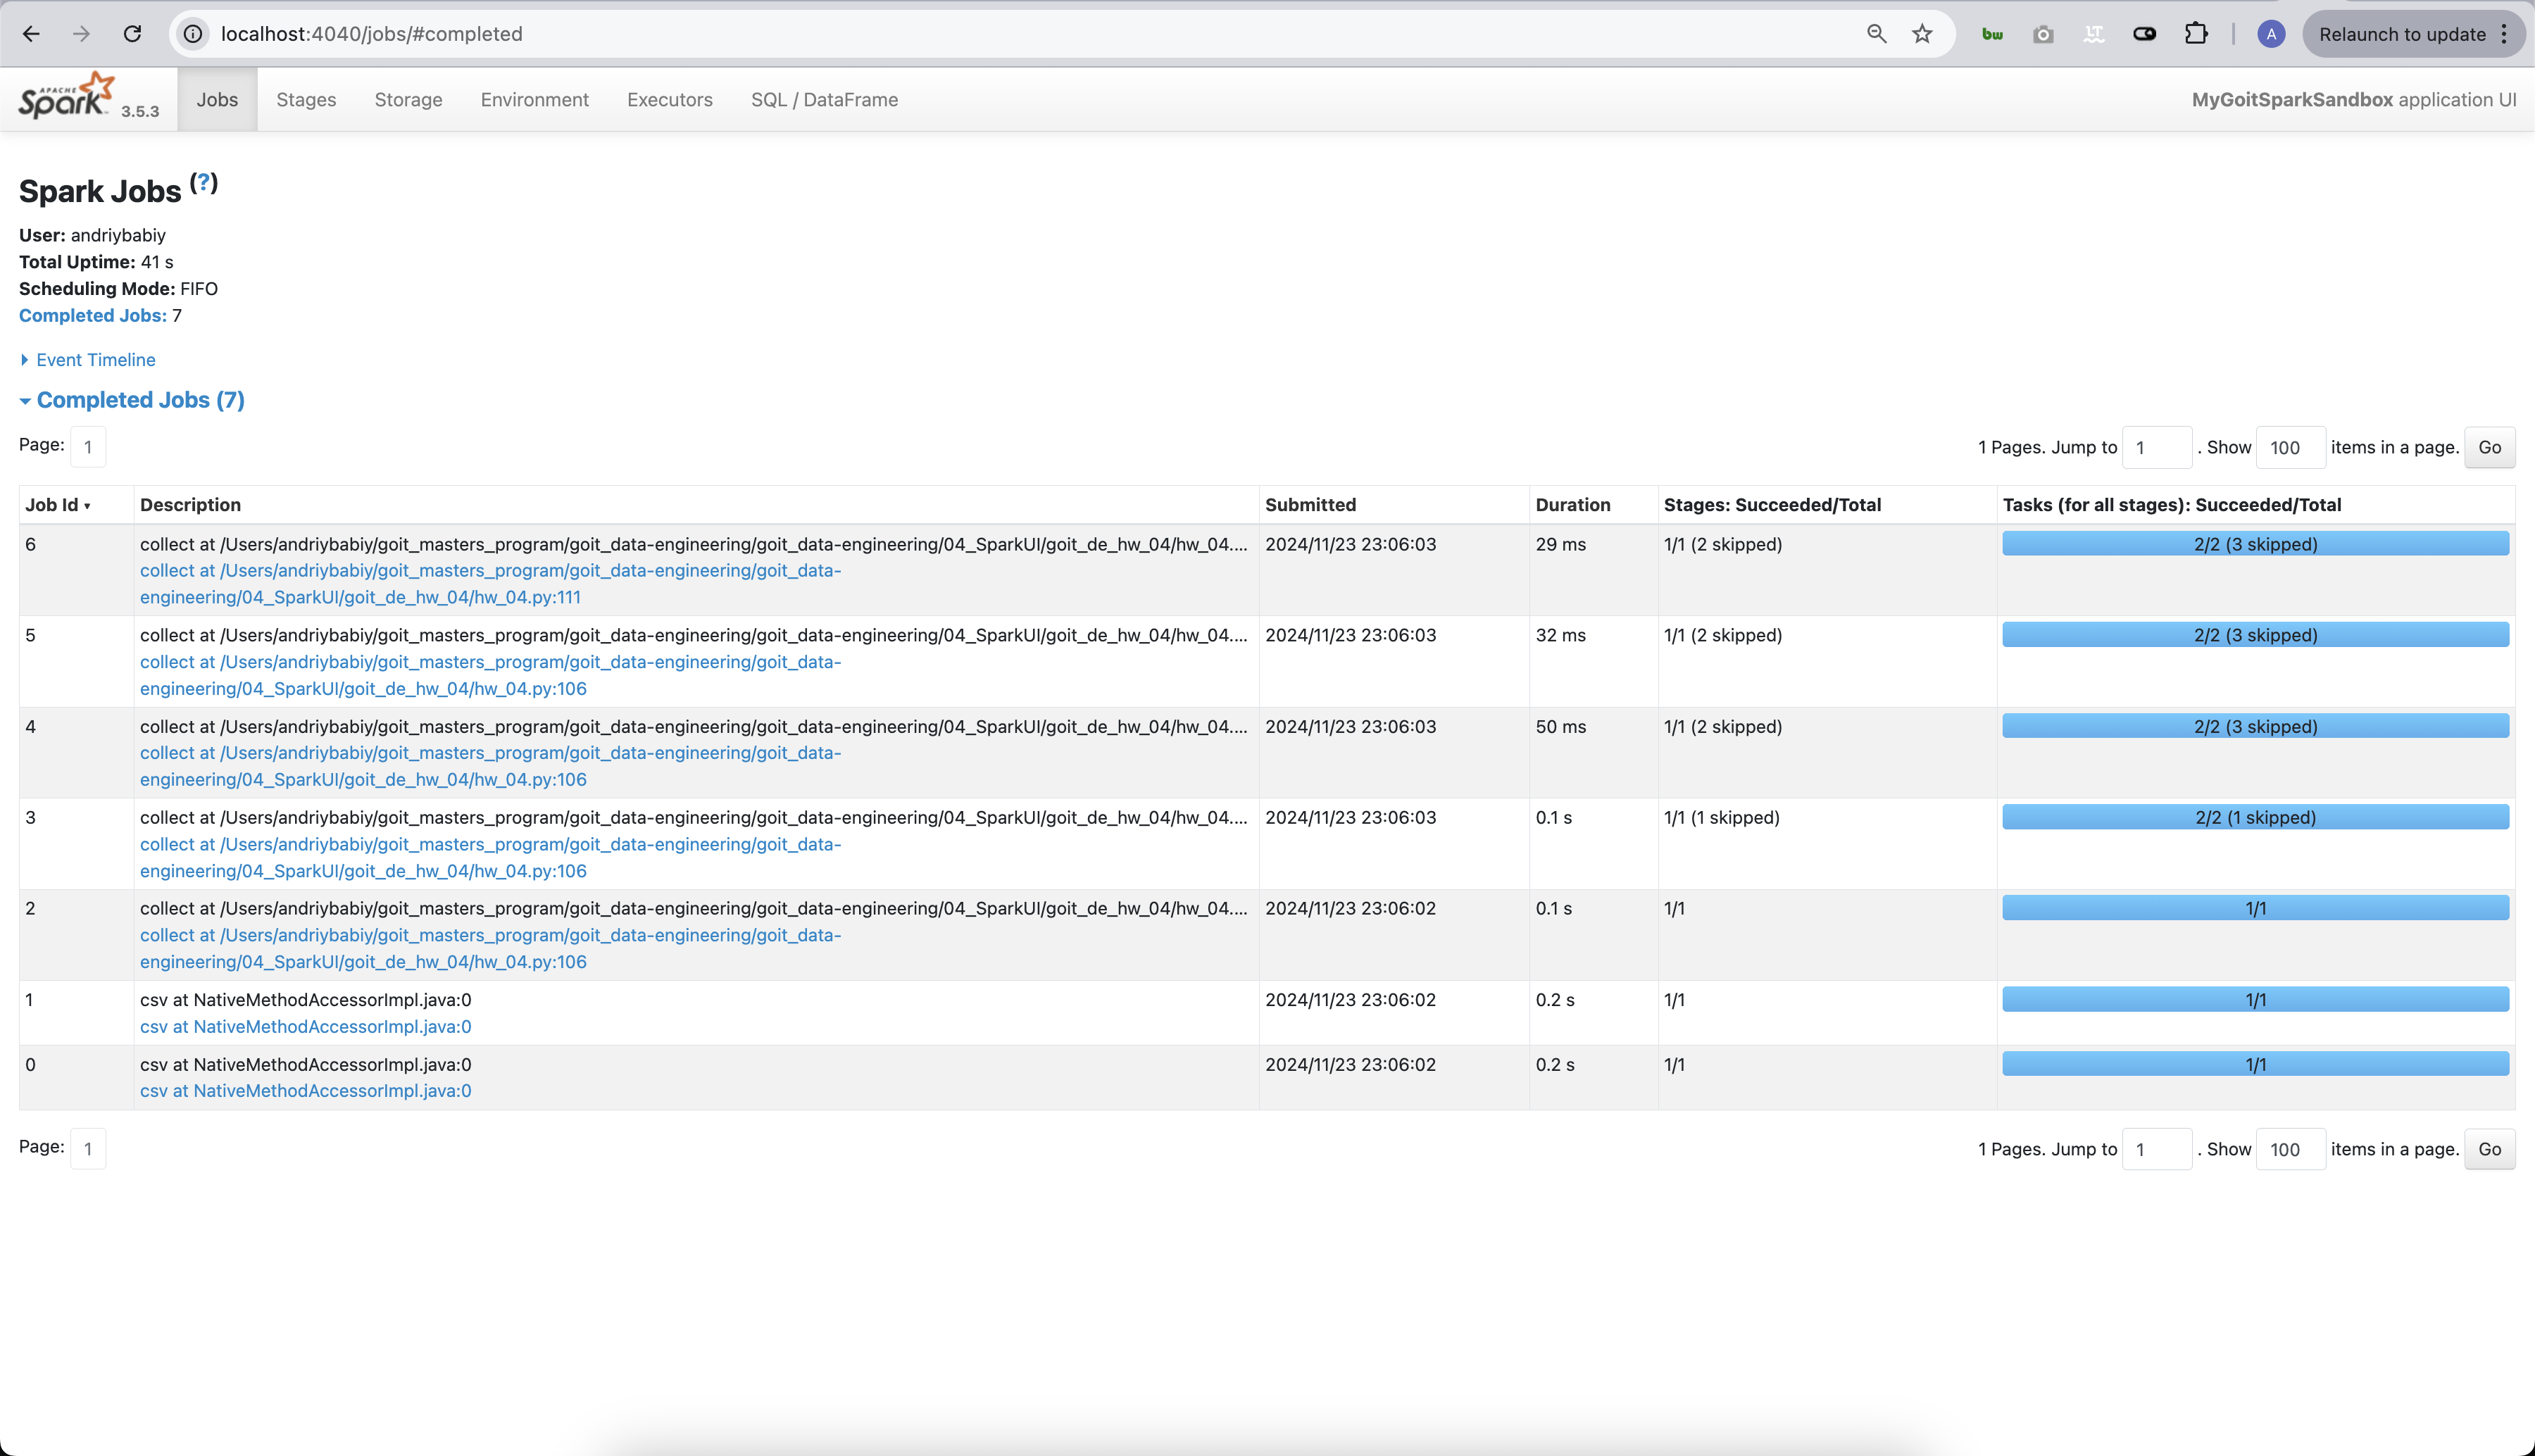 localhost:4040/jobs/#completed
bw
LT
A
Relaunch to update
APACHE
Spark
3.5.3
Jobs
Stages
Storage
Environment
Executors
SQL / DataFrame
MyGoitSparkSandbox application UI
Spark Jobs (?)
User: andriybabiy
Total Uptime: 41 s
Scheduling Mode: FIFO
Completed Jobs: 7
Event Timeline
Completed Jobs (7)
Page: 1
1 Pages. Jump to 1 . Show 100 items in a page. Go
Job Id ▾ Description Submitted Duration Stages: Succeeded/Total Tasks (for all stages): Succeeded/Total
6 collect at /Users/andriybabiy/goit_masters_program/goit_data-engineering/goit_data-engineering/04_SparkUI/goit_de_hw_04/hw_04.... 2024/11/23 23:06:03 29 ms 1/1 (2 skipped) 2/2 (3 skipped)
collect at /Users/andriybabiy/goit_masters_program/goit_data-engineering/goit_data-
engineering/04_SparkUI/goit_de_hw_04/hw_04.py:111
5 collect at /Users/andriybabiy/goit_masters_program/goit_data-engineering/goit_data-engineering/04_SparkUI/goit_de_hw_04/hw_04.... 2024/11/23 23:06:03 32 ms 1/1 (2 skipped) 2/2 (3 skipped)
collect at /Users/andriybabiy/goit_masters_program/goit_data-engineering/goit_data-
engineering/04_SparkUI/goit_de_hw_04/hw_04.py:106
4 collect at /Users/andriybabiy/goit_masters_program/goit_data-engineering/goit_data-engineering/04_SparkUI/goit_de_hw_04/hw_04.... 2024/11/23 23:06:03 50 ms 1/1 (2 skipped) 2/2 (3 skipped)
collect at /Users/andriybabiy/goit_masters_program/goit_data-engineering/goit_data-
engineering/04_SparkUI/goit_de_hw_04/hw_04.py:106
3 collect at /Users/andriybabiy/goit_masters_program/goit_data-engineering/goit_data-engineering/04_SparkUI/goit_de_hw_04/hw_04.... 2024/11/23 23:06:03 0.1 s 1/1 (1 skipped) 2/2 (1 skipped)
collect at /Users/andriybabiy/goit_masters_program/goit_data-engineering/goit_data-
engineering/04_SparkUI/goit_de_hw_04/hw_04.py:106
2 collect at /Users/andriybabiy/goit_masters_program/goit_data-engineering/goit_data-engineering/04_SparkUI/goit_de_hw_04/hw_04.... 2024/11/23 23:06:02 0.1 s 1/1 1/1
collect at /Users/andriybabiy/goit_masters_program/goit_data-engineering/goit_data-
engineering/04_SparkUI/goit_de_hw_04/hw_04.py:106
1 csv at NativeMethodAccessorImpl.java:0 2024/11/23 23:06:02 0.2 s 1/1 1/1
csv at NativeMethodAccessorImpl.java:0
0 csv at NativeMethodAccessorImpl.java:0 2024/11/23 23:06:02 0.2 s 1/1 1/1
csv at NativeMethodAccessorImpl.java:0
Page: 1
1 Pages. Jump to 1 . Show 100 items in a page. Go